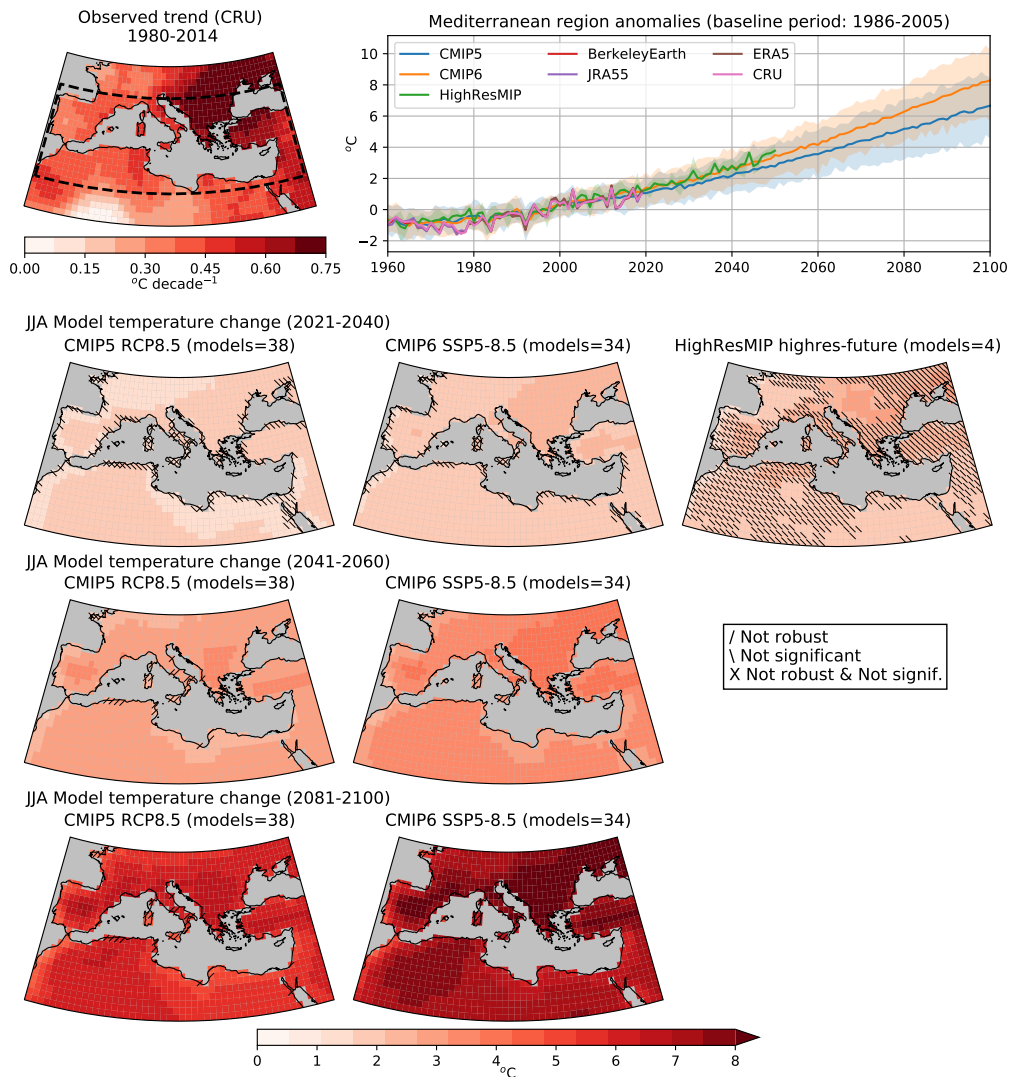 Observed trend (CRU)
1980-2014
0.00 0.15 0.30 0.45 0.60 0.75
°C decade⁻¹
Mediterranean region anomalies (baseline period: 1986-2005)
CMIP5
CMIP6
HighResMIP
BerkeleyEarth
JRA55
ERA5
CRU
°C
10
8
6
4
2
0
−2
1960 1980 2000 2020 2040 2060 2080 2100
JJA Model temperature change (2021-2040)
CMIP5 RCP8.5 (models=38) CMIP6 SSP5-8.5 (models=34) HighResMIP highres-future (models=4)
JJA Model temperature change (2041-2060)
CMIP5 RCP8.5 (models=38) CMIP6 SSP5-8.5 (models=34)
/ Not robust
\ Not significant
X Not robust & Not signif.
JJA Model temperature change (2081-2100)
CMIP5 RCP8.5 (models=38) CMIP6 SSP5-8.5 (models=34)
0 1 2 3 4 5 6 7 8
°C